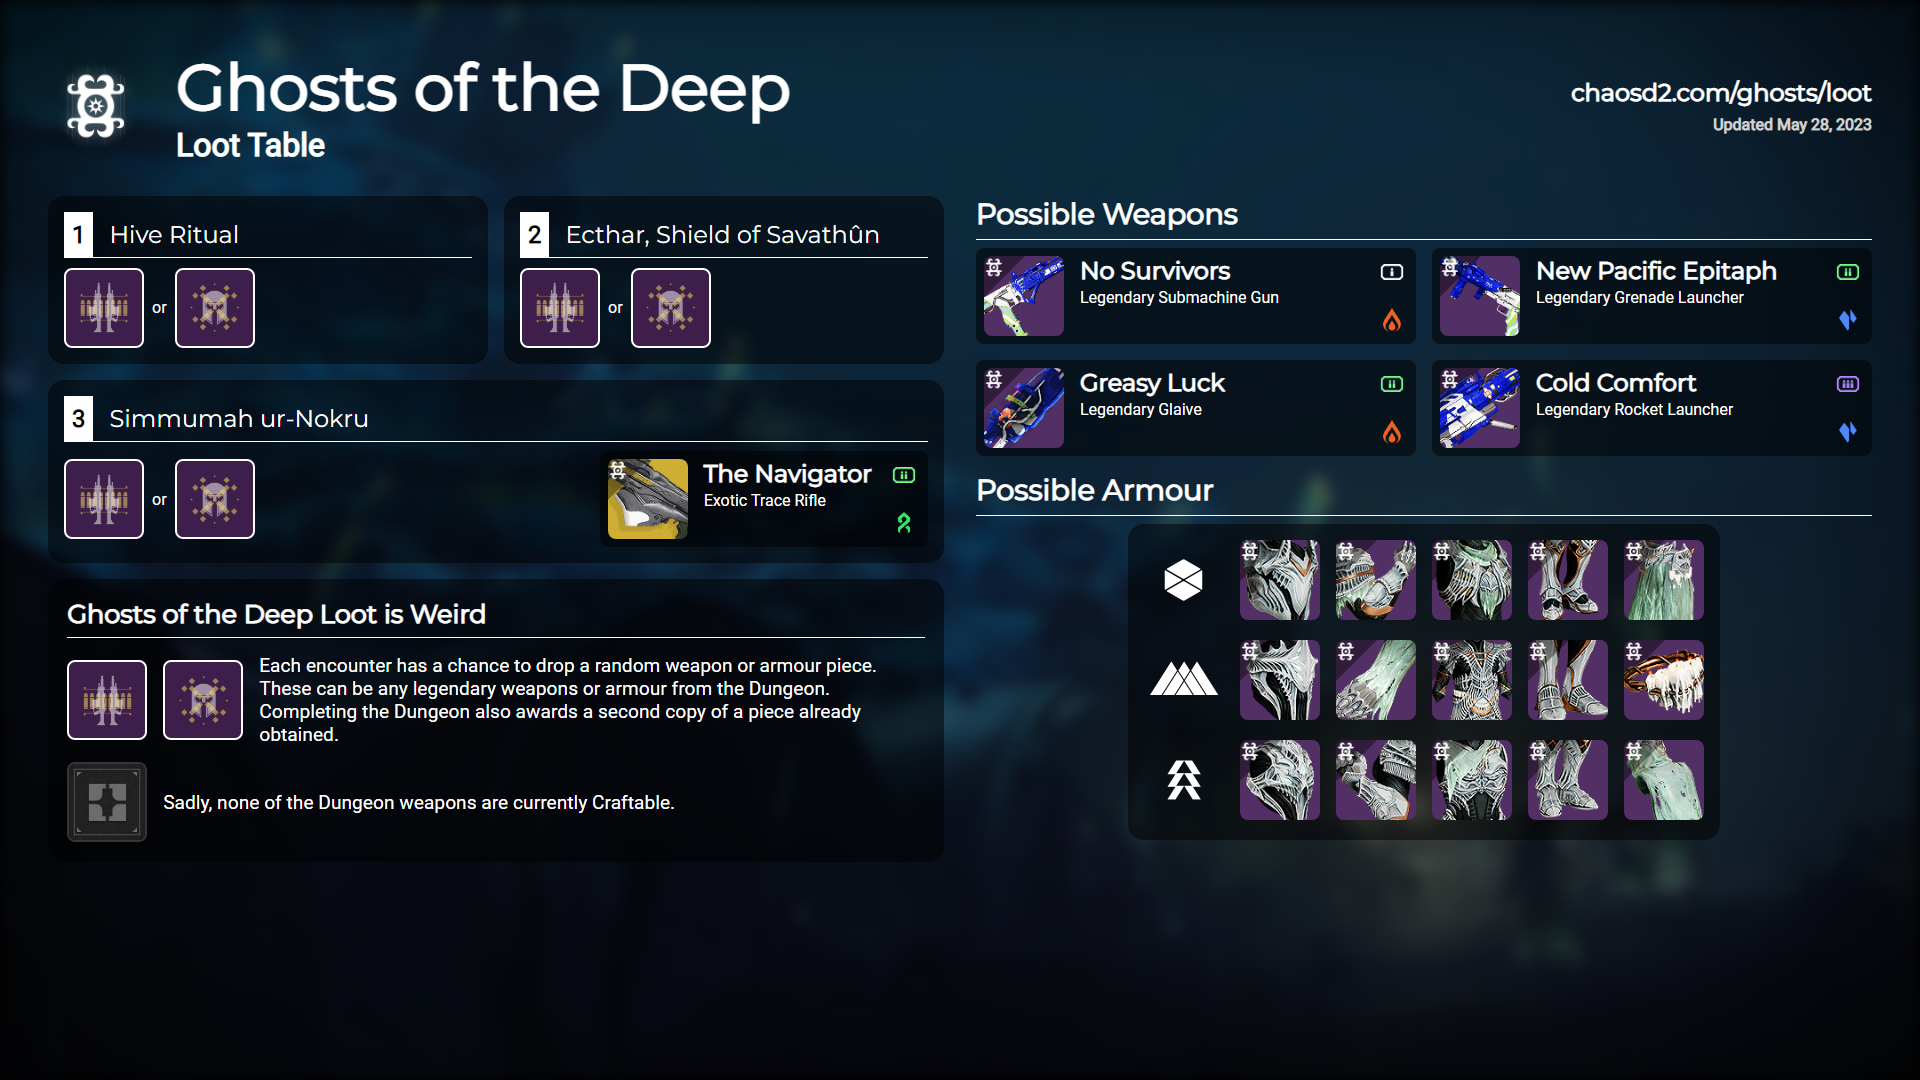 Ghosts of the Deep
Loot Table
chaosd2.com/ghosts/loot
Updated May 28, 2023
1 Hive Ritual
or
2 Ecthar, Shield of Savathûn
or
3 Simmumah ur-Nokru
or
The Navigator
Exotic Trace Rifle
Ghosts of the Deep Loot is Weird
Each encounter has a chance to drop a random weapon or armour piece.
These can be any legendary weapons or armour from the Dungeon.
Completing the Dungeon also awards a second copy of a piece already
obtained.
Sadly, none of the Dungeon weapons are currently Craftable.
Possible Weapons
No Survivors
Legendary Submachine Gun
New Pacific Epitaph
Legendary Grenade Launcher
Greasy Luck
Legendary Glaive
Cold Comfort
Legendary Rocket Launcher
Possible Armour